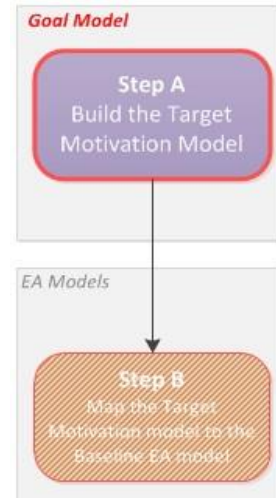 Goal Model
Step A
Build the Target
Motivation Model
EA Models
Step B
Map the Target
Motivation model to the
Baseline EA model